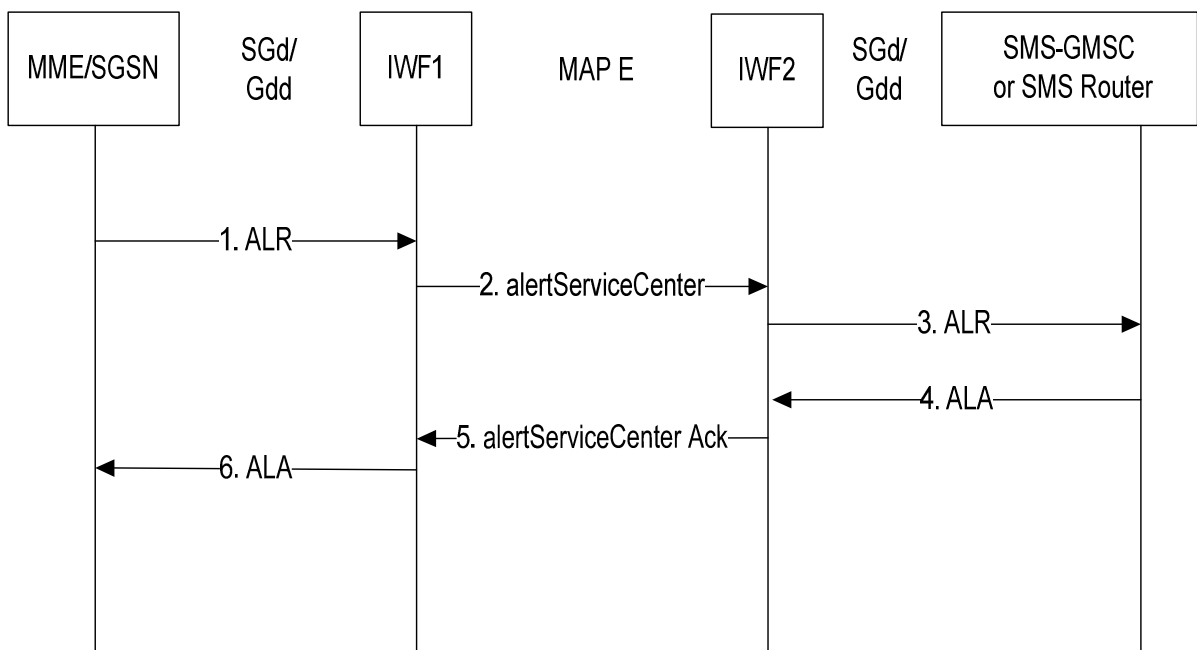 MME/SGSN
SGd/
Gdd
IWF1
MAP E
IWF2
SGd/
Gdd
SMS-GMSC
or SMS Router
1. ALR
2. alertServiceCenter
3. ALR
4. ALA
5. alertServiceCenter Ack
6. ALA